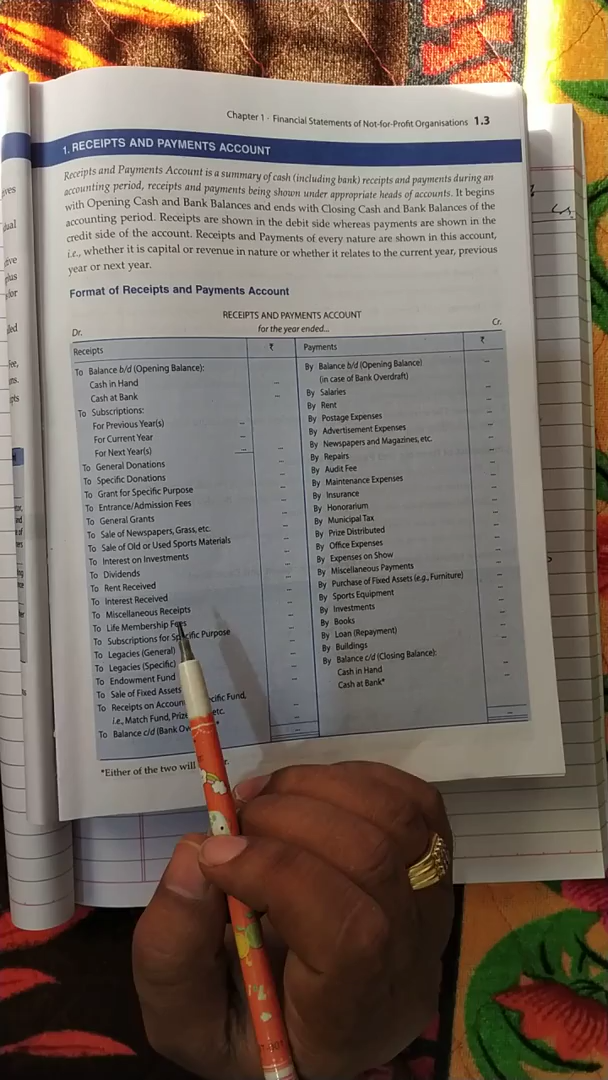 Chapter 1 · Financial Statements of Not-for-Profit Organisations 1.3
1. RECEIPTS AND PAYMENTS ACCOUNT
Receipts and Payments Account is a summary of cash (including bank) receipts and payments during an
accounting period, receipts and payments being shown under appropriate heads of accounts. It begins
with Opening Cash and Bank Balances and ends with Closing Cash and Bank Balances of the
accounting period. Receipts are shown in the debit side whereas payments are shown in the
credit side of the account. Receipts and Payments of every nature are shown in this account,
i.e., whether it is capital or revenue in nature or whether it relates to the current year, previous
year or next year.
Format of Receipts and Payments Account
RECEIPTS AND PAYMENTS ACCOUNT
Dr. for the year ended... Cr.
Receipts ₹ Payments ₹
To Balance b/d (Opening Balance):
Cash in Hand ...
Cash at Bank ...
To Subscriptions:
For Previous Year(s) ...
For Current Year ...
For Next Year(s) ... ...
To General Donations ...
To Specific Donations ...
To Grant for Specific Purpose ...
To Entrance/Admission Fees ...
To General Grants ...
To Sale of Newspapers, Grass, etc. ...
To Sale of Old or Used Sports Materials ...
To Interest on Investments ...
To Dividends ...
To Rent Received ...
To Interest Received ...
To Miscellaneous Receipts ...
To Life Membership Fees ...
To Subscriptions for Specific Purpose ...
To Legacies (General) ...
To Legacies (Specific) ...
To Endowment Fund ...
To Sale of Fixed Assets ...
To Receipts on Accoun cific Fund,
i.e., Match Fund, Priz etc. ...
To Balance c/d (Bank Ov * ...
By Balance b/d (Opening Balance) ...
(in case of Bank Overdraft)
By Salaries ...
By Rent ...
By Postage Expenses ...
By Advertisement Expenses ...
By Newspapers and Magazines, etc. ...
By Repairs ...
By Audit Fee ...
By Maintenance Expenses ...
By Insurance ...
By Honorarium ...
By Municipal Tax ...
By Prize Distributed ...
By Office Expenses ...
By Expenses on Show ...
By Miscellaneous Payments ...
By Purchase of Fixed Assets (e.g., Furniture) ...
By Sports Equipment ...
By Investments ...
By Books ...
By Loan (Repayment) ...
By Buildings ...
By Balance c/d (Closing Balance):
Cash in Hand ...
Cash at Bank* ...
*Either of the two will